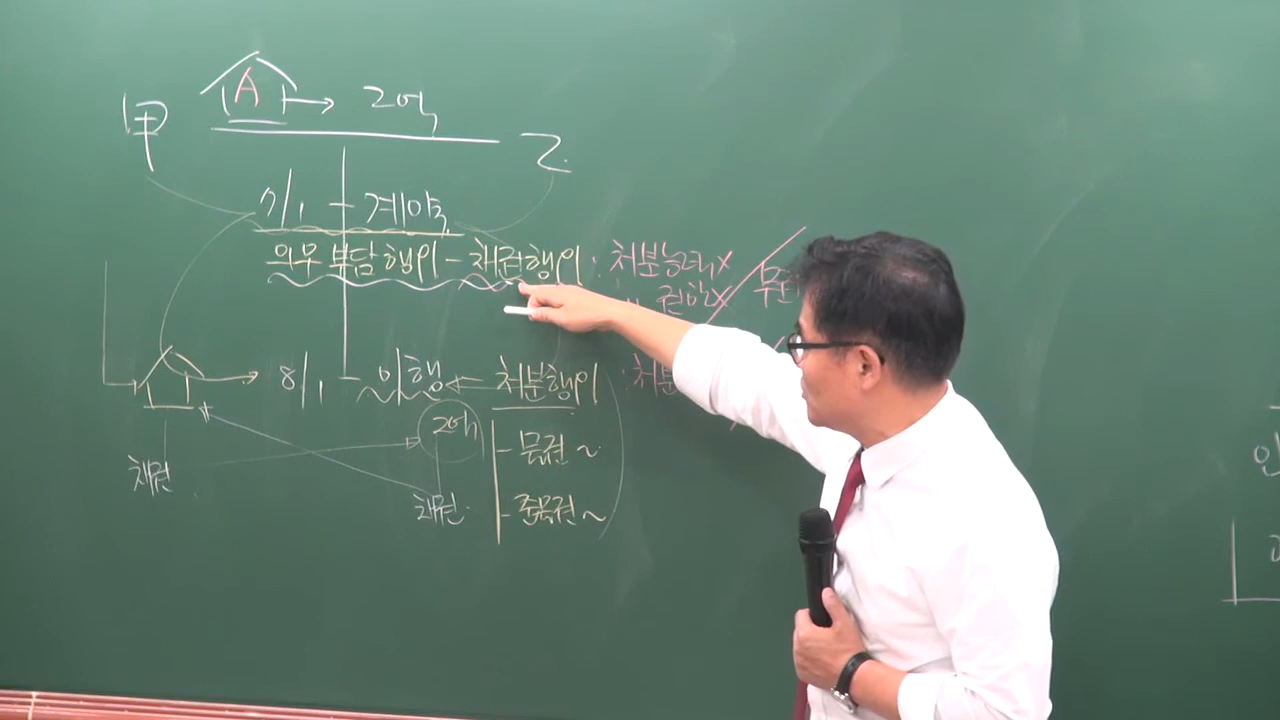 甲 A → 2억 乙
7/1 - 계약
의무부담행위 - 채권행위 : 처분능력 x
권한 x
8/1 - 이행 ← 처분행위 : 처분
2억 - 물권 ~
채권 채권 - 준물권 ~